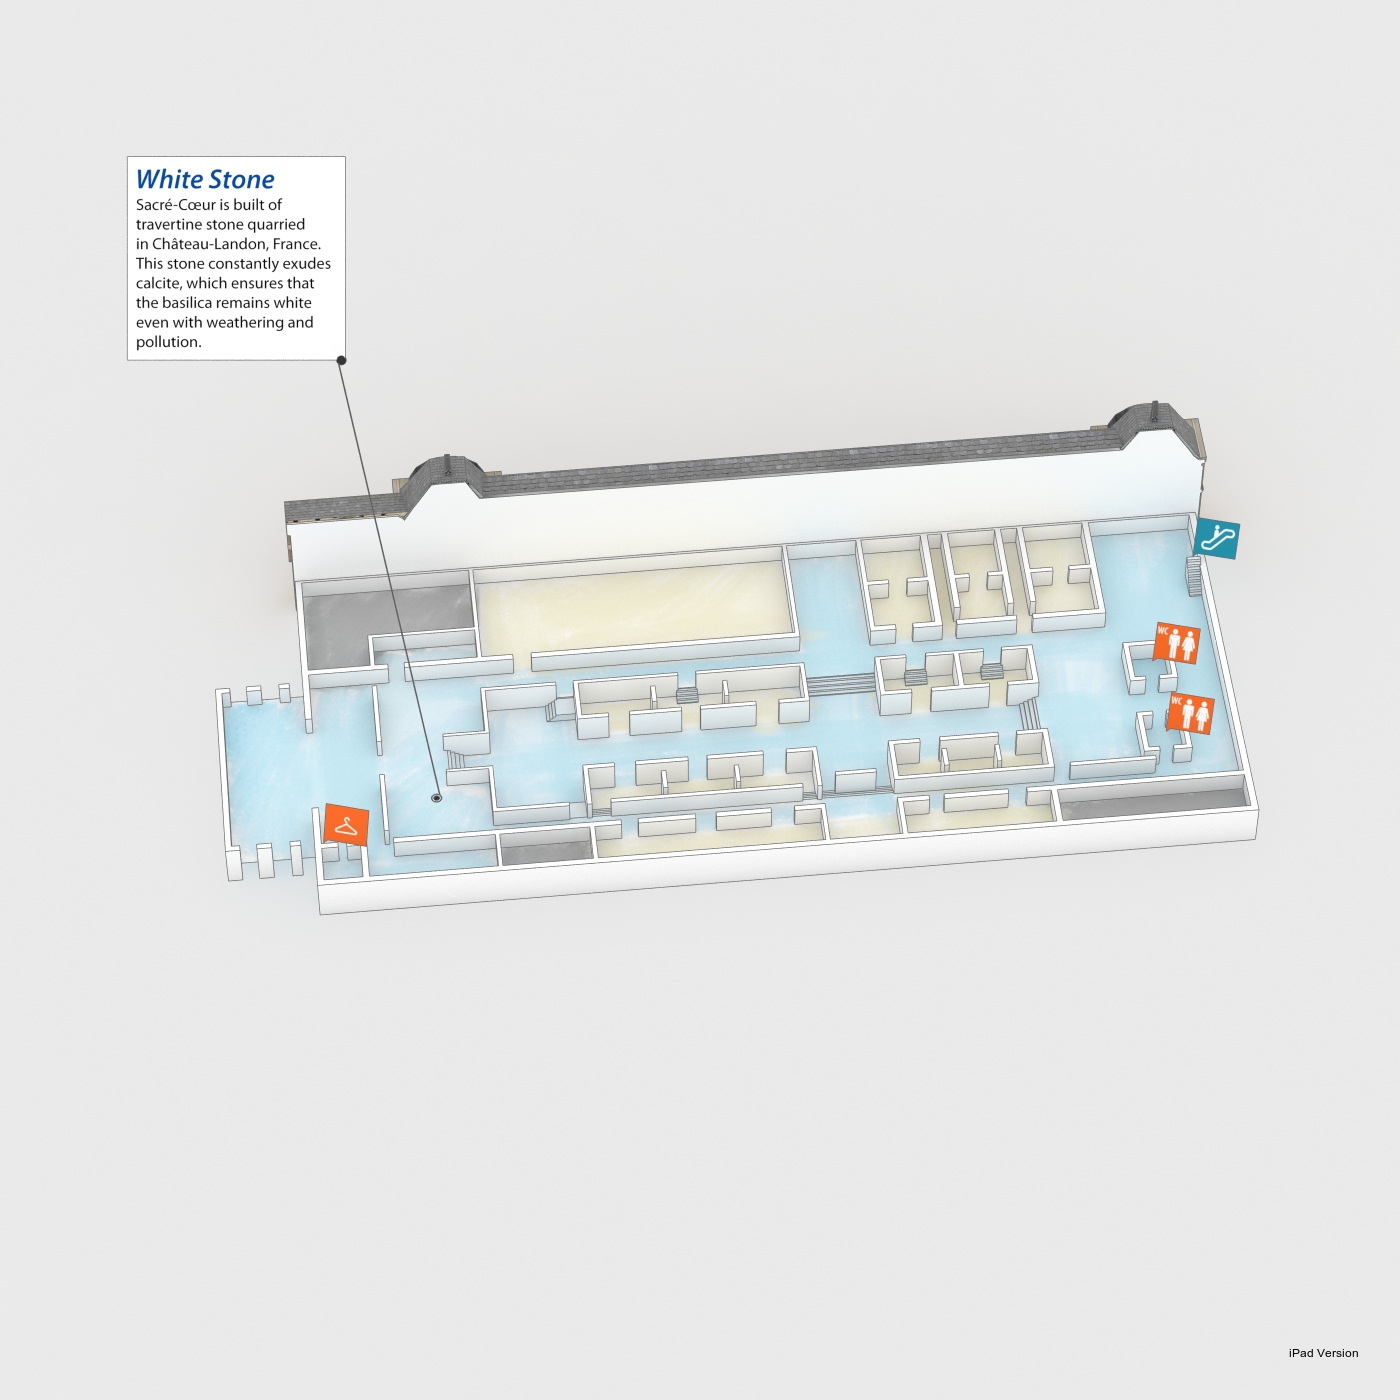 White Stone
Sacré-Cœur is built of
travertine stone quarried
in Château-Landon, France.
This stone constantly exudes
calcite, which ensures that
the basilica remains white
even with weathering and
pollution.
WC
WC
iPad Version